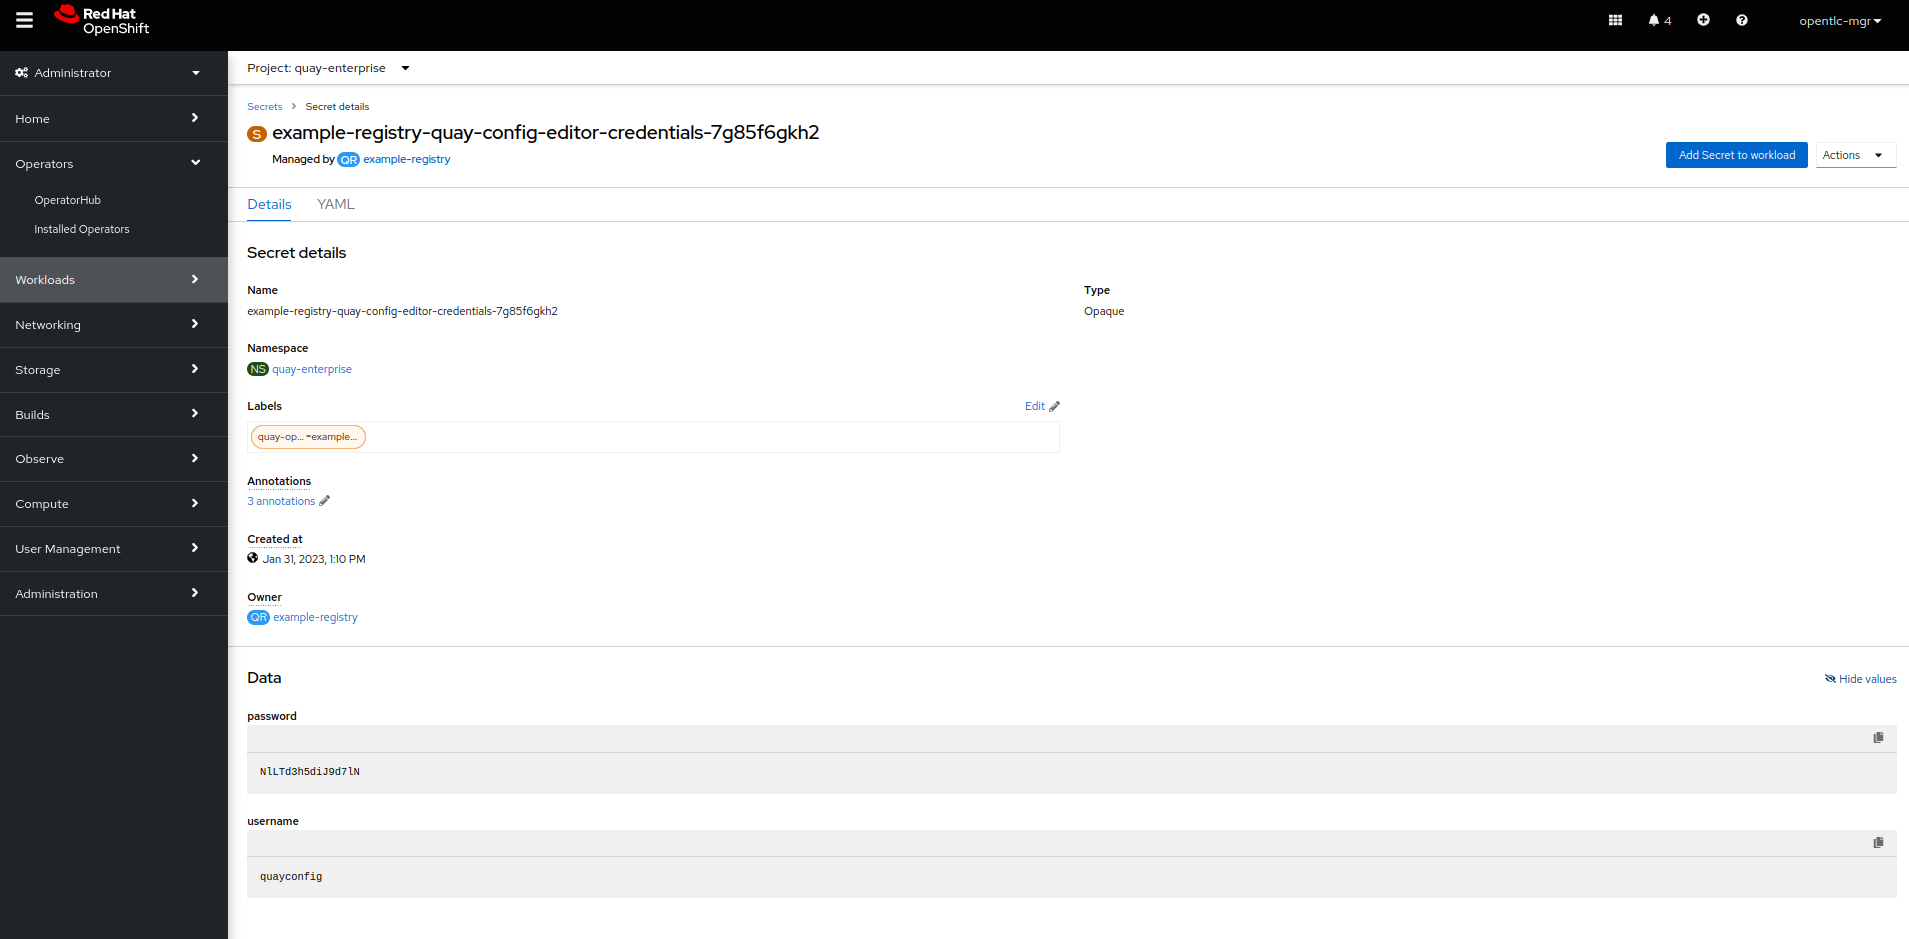 Red Hat
OpenShift
4
opentlc-mgr
Administrator
Home
Operators
OperatorHub
Installed Operators
Workloads
Networking
Storage
Builds
Observe
Compute
User Management
Administration
Project: quay-enterprise
Secrets > Secret details
S example-registry-quay-config-editor-credentials-7g85f6gkh2
Managed by QR example-registry
Add Secret to workload
Actions
Details YAML
Secret details
Name
example-registry-quay-config-editor-credentials-7g85f6gkh2
Type
Opaque
Namespace
NS quay-enterprise
Labels
Edit
quay-op... =example...
Annotations
3 annotations
Created at
Jan 31, 2023, 1:10 PM
Owner
QR example-registry
Data
Hide values
password
NlLTd3h5diJ9d7lN
username
quayconfig